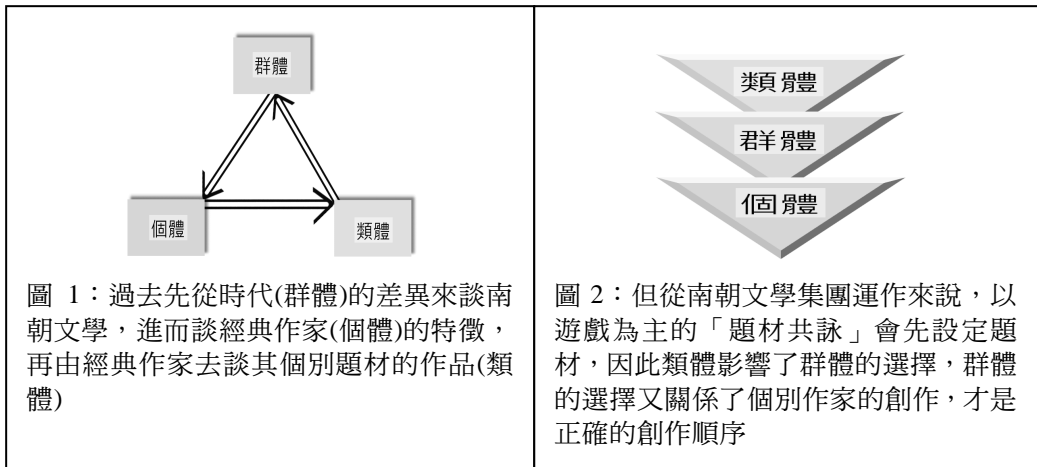 群體
個體
類體
圖 1：過去先從時代(群體)的差異來談南
朝文學，進而談經典作家(個體)的特徵，
再由經典作家去談其個別題材的作品(類
體)
類體
群體
個體
圖 2：但從南朝文學集團運作來說，以
遊戲為主的「題材共詠」會先設定題
材，因此類體影響了群體的選擇，群體
的選擇又關係了個別作家的創作，才是
正確的創作順序